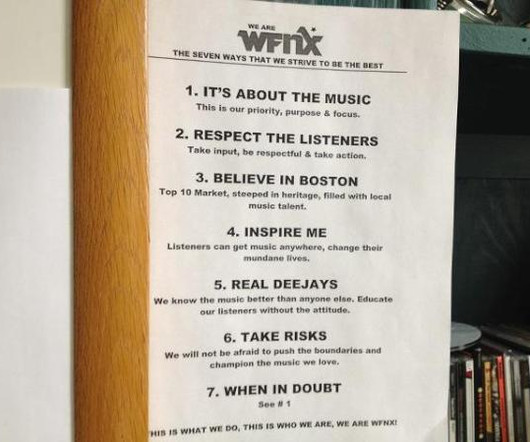 WE ARE
WFNX
THE SEVEN WAYS THAT WE STRIVE TO BE THE BEST
1. IT'S ABOUT THE MUSIC
This is our priority, purpose & focus.
2. RESPECT THE LISTENERS
Take input, be respectful & take action.
3. BELIEVE IN BOSTON
Top 10 Market, steeped in heritage, filled with local
music talent.
4. INSPIRE ME
Listeners can get music anywhere, change their
mundane lives.
5. REAL DEEJAYS
We know the music better than anyone else. Educate
our listeners without the attitude.
6. TAKE RISKS
We will not be afraid to push the boundaries and
champion the music we love.
7. WHEN IN DOUBT
See # 1
HIS IS WHAT WE DO, THIS IS WHO WE ARE, WE ARE WFNX!